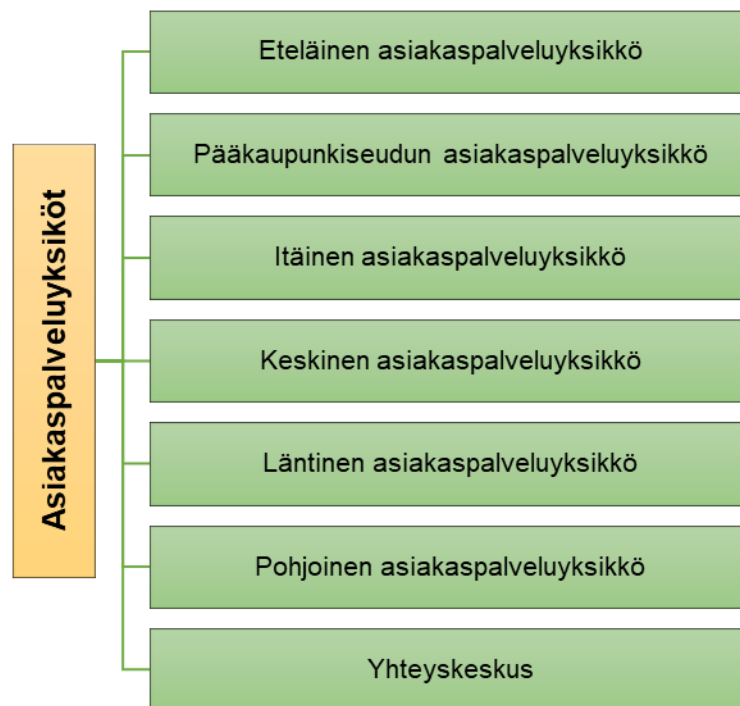 Asiakaspalveluyksiköt
Eteläinen asiakaspalveluyksikkö
Pääkaupunkiseudun asiakaspalveluyksikkö
Itäinen asiakaspalveluyksikkö
Keskinen asiakaspalveluyksikkö
Läntinen asiakaspalveluyksikkö
Pohjoinen asiakaspalveluyksikkö
Yhteyskeskus